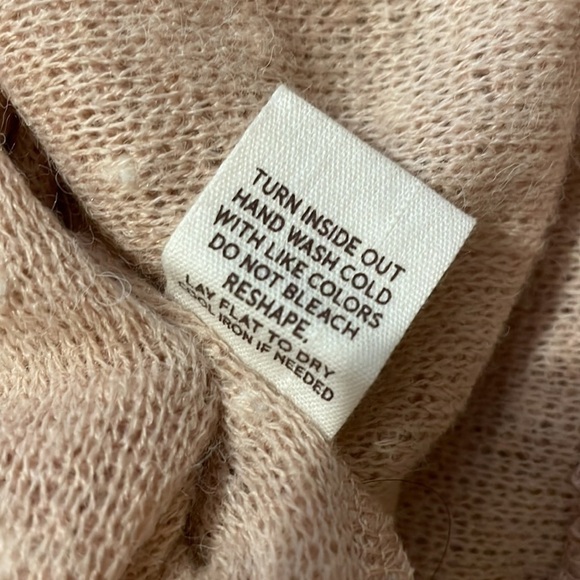 TURN INSIDE OUT
HAND WASH COLD
WITH LIKE COLORS
DO NOT BLEACH
RESHAPE,
LAY FLAT TO DRY
COOL IRON IF NEEDED